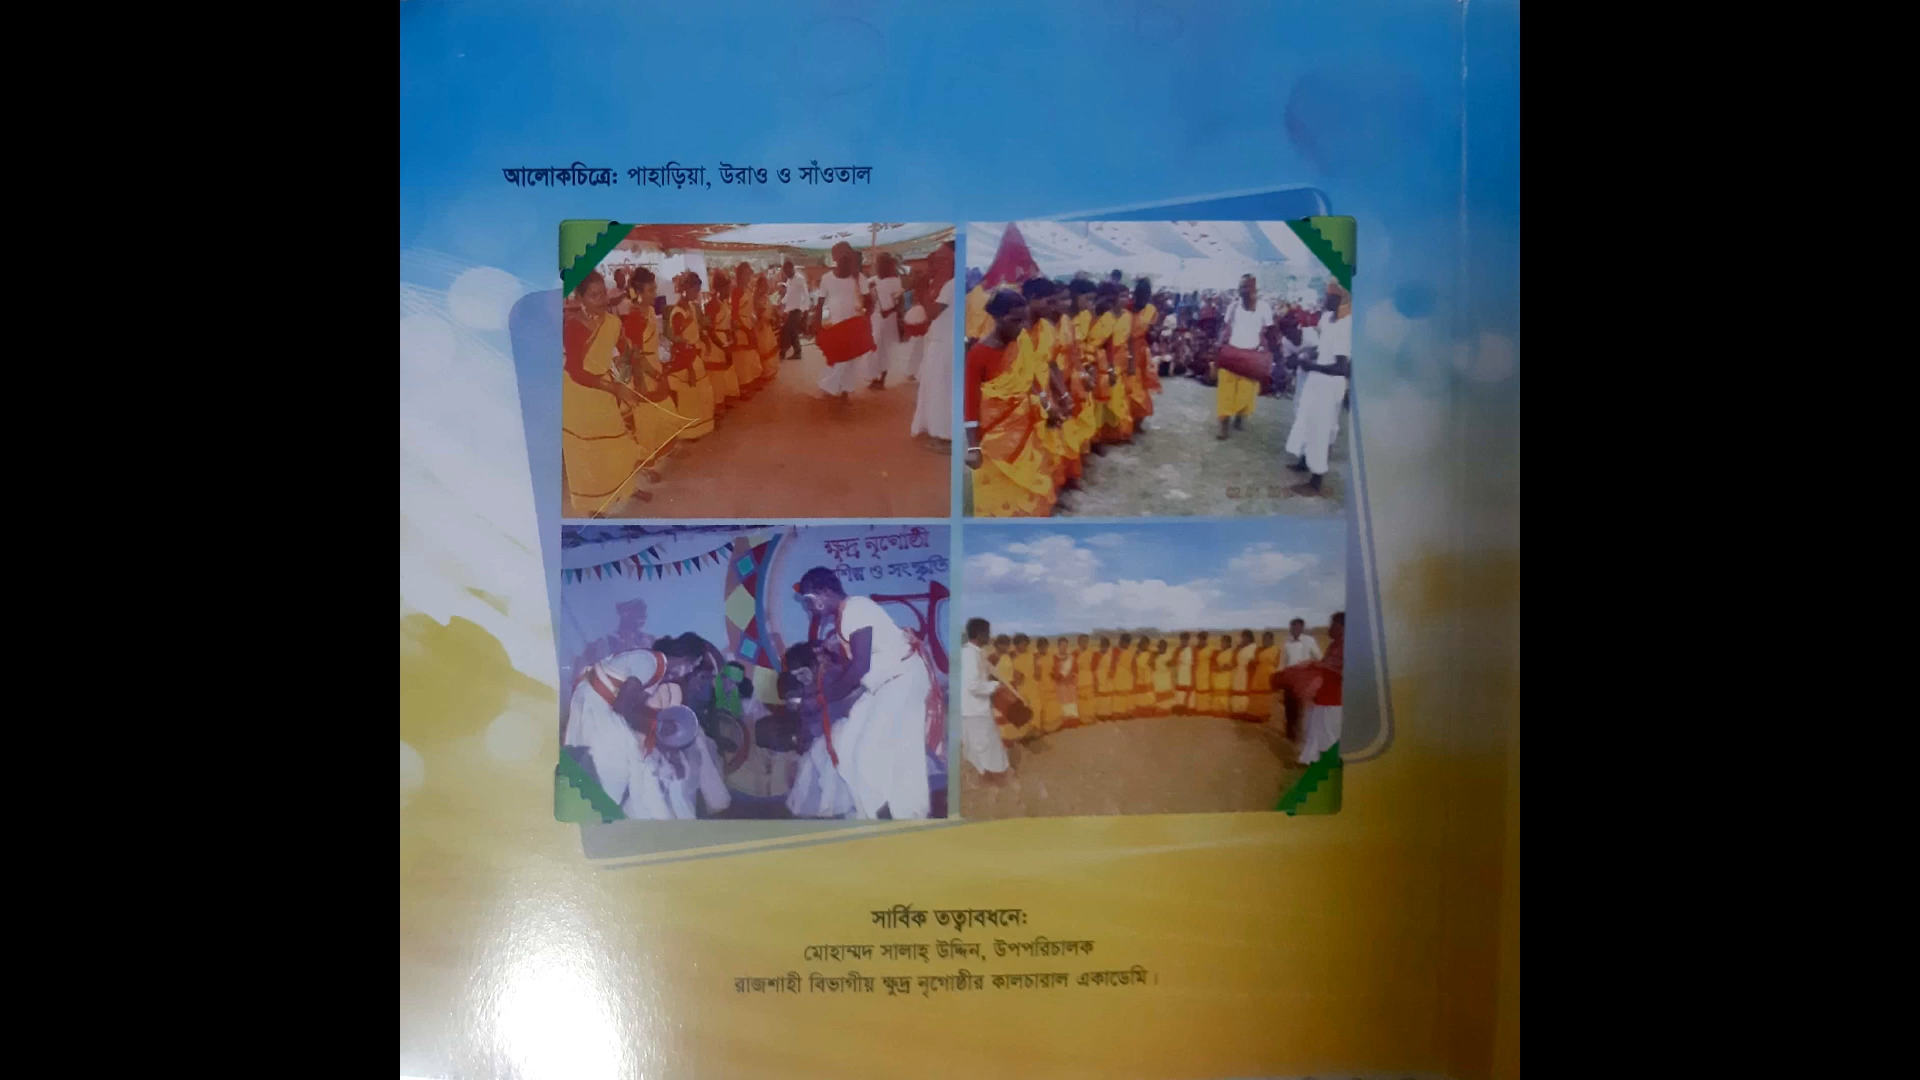 আলোকচিত্রে: পাহাড়িয়া, উরাও ও সাঁওতাল
ক্ষুদ্র নৃগোষ্ঠী
শিল্প ও সংস্কৃতি
সার্বিক তত্বাবধনে:
মোহাম্মদ সালাহ্ উদ্দিন, উপপরিচালক
রাজশাহী বিভাগীয় ক্ষুদ্র নৃগোষ্ঠীর কালচারাল একাডেমি।